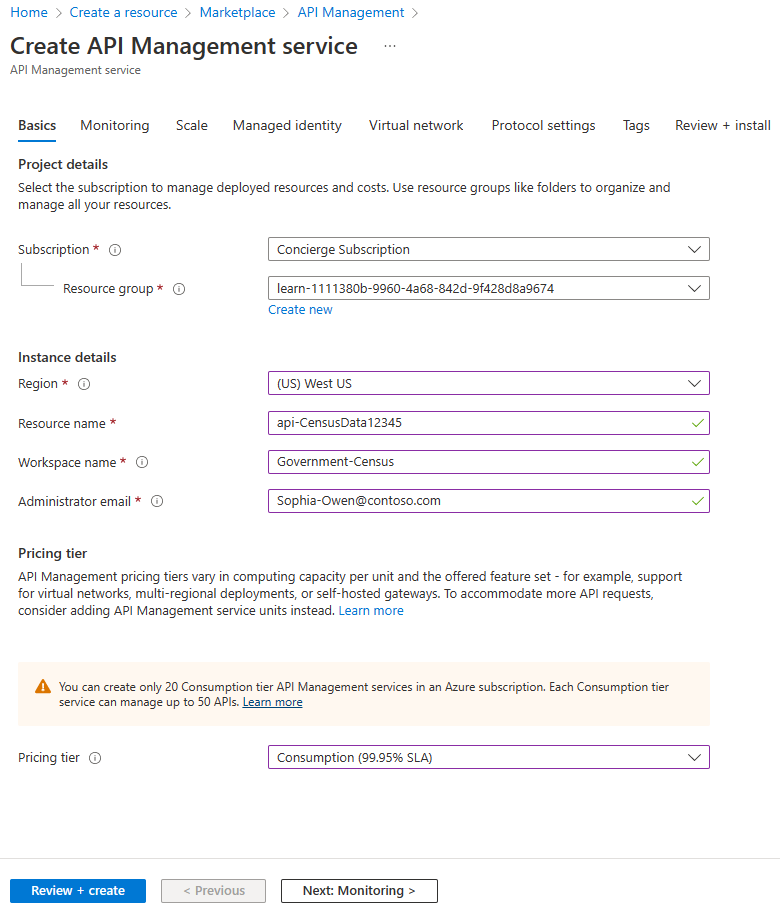 Home > Create a resource > Marketplace > API Management >
Create API Management service ...
API Management service
Basics Monitoring Scale Managed identity Virtual network Protocol settings Tags Review + install
Project details
Select the subscription to manage deployed resources and costs. Use resource groups like folders to organize and
manage all your resources.
Subscription * Concierge Subscription
Resource group * learn-1111380b-9960-4a68-842d-9f428d8a9674
Create new
Instance details
Region * (US) West US
Resource name * api-CensusData12345
Workspace name * Government-Census
Administrator email * Sophia-Owen@contoso.com
Pricing tier
API Management pricing tiers vary in computing capacity per unit and the offered feature set - for example, support
for virtual networks, multi-regional deployments, or self-hosted gateways. To accommodate more API requests,
consider adding API Management service units instead. Learn more
You can create only 20 Consumption tier API Management services in an Azure subscription. Each Consumption tier
service can manage up to 50 APIs. Learn more
Pricing tier Consumption (99.95% SLA)
Review + create < Previous Next: Monitoring >